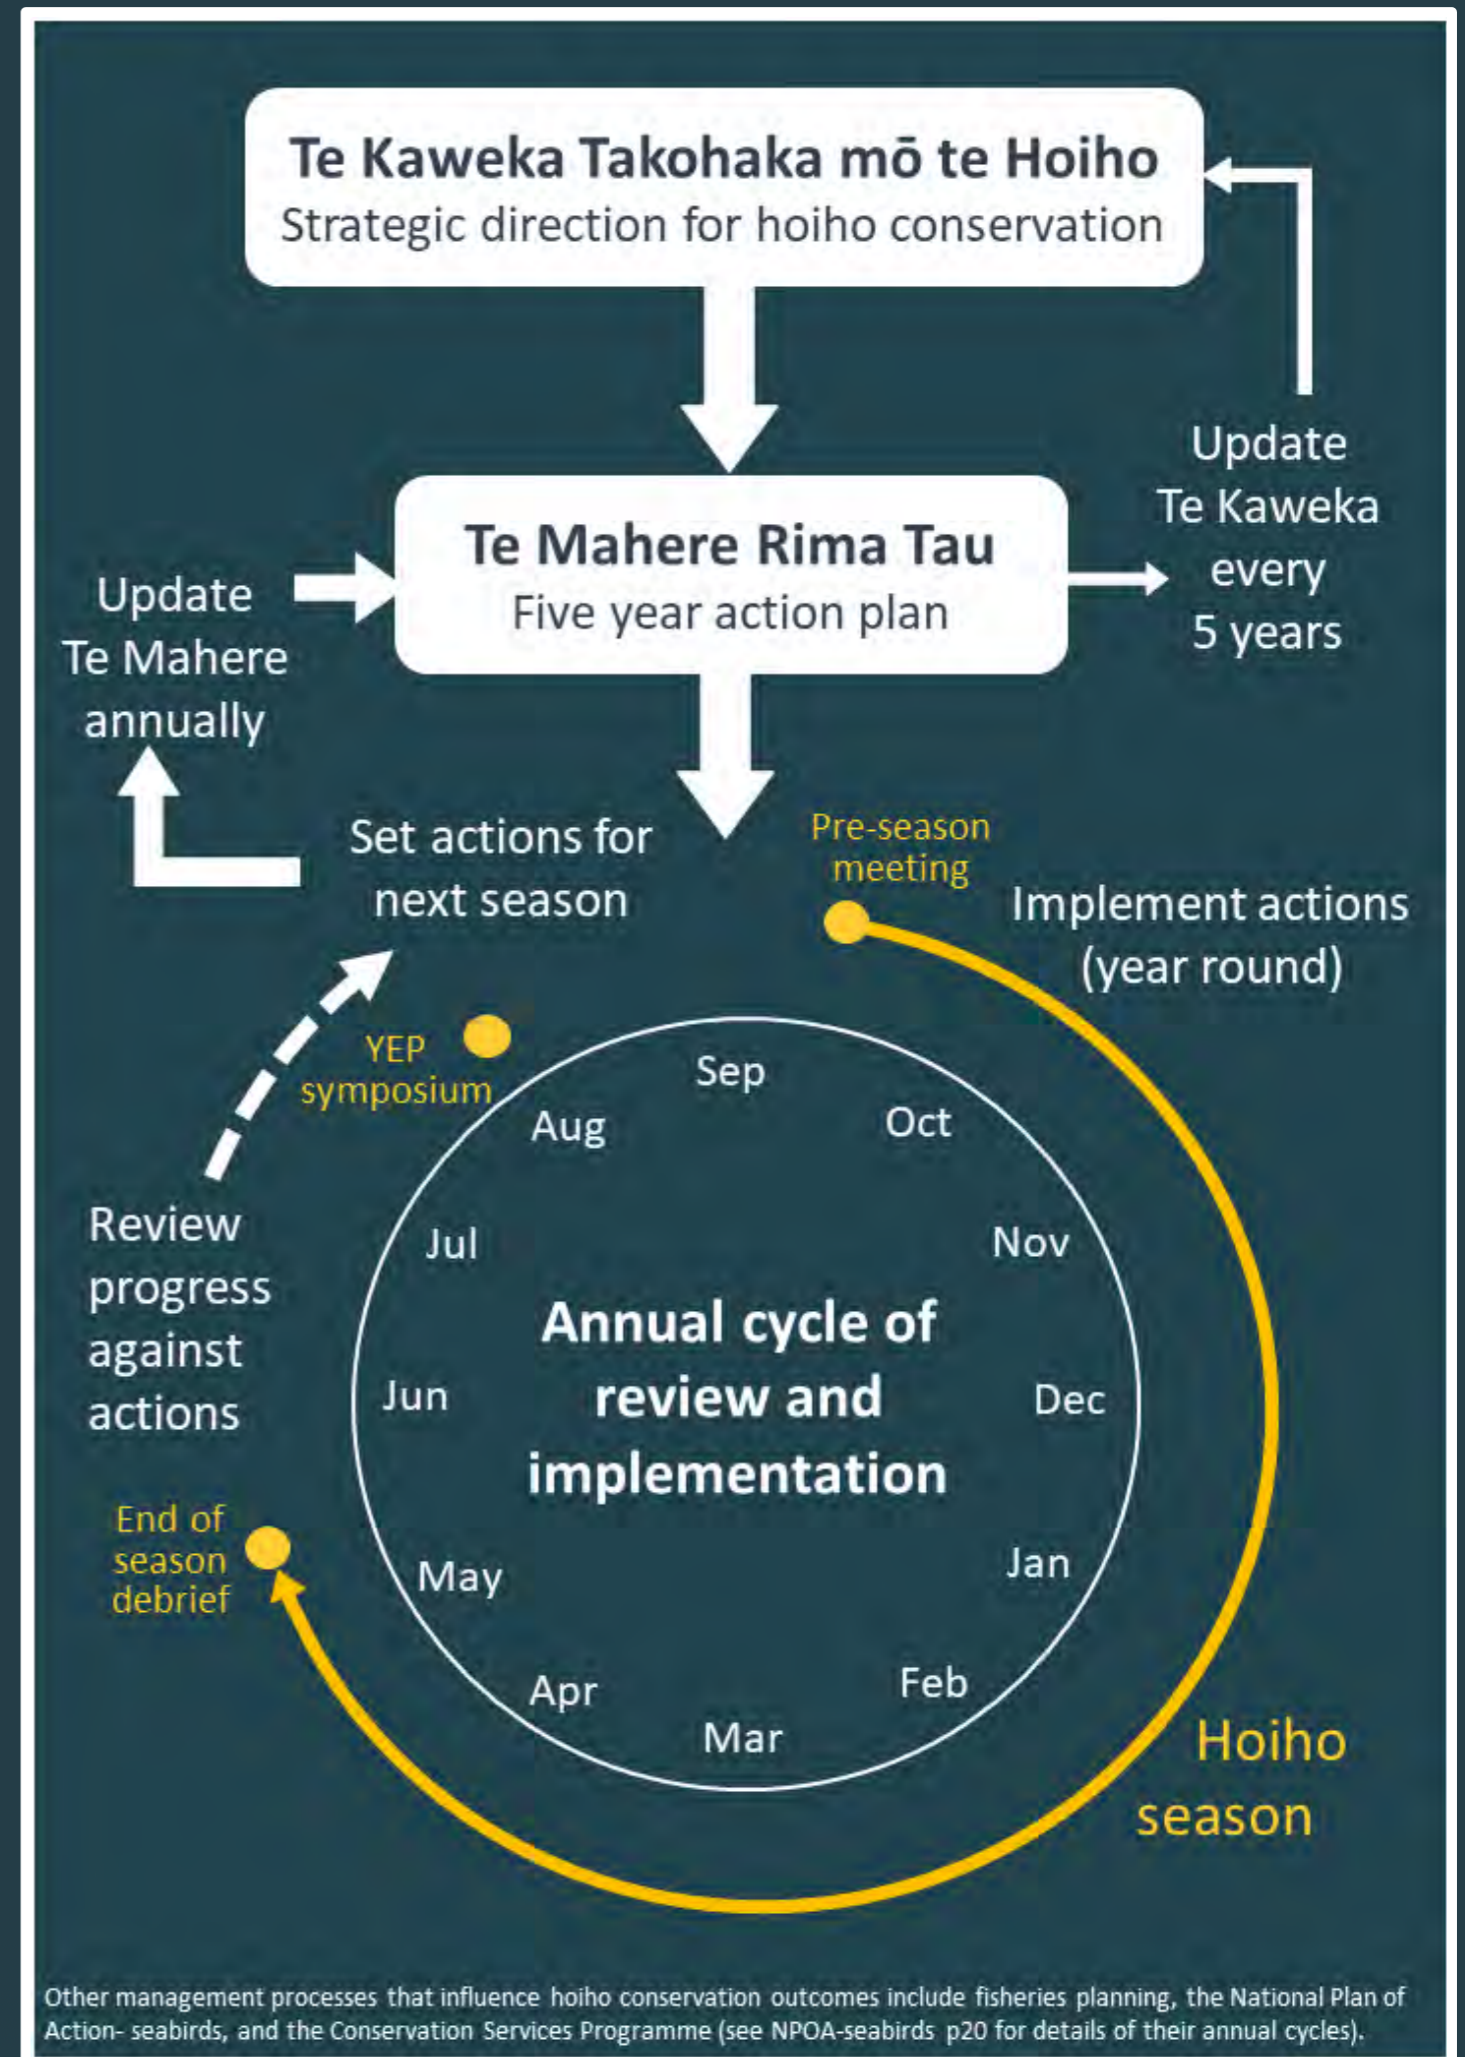 Te Kaweka Takohaka mō te Hoiho
Strategic direction for hoiho conservation
Update
Te Kaweka
every
5 years
Te Mahere Rima Tau
Five year action plan
Update
Te Mahere
annually
Set actions for
next season
Pre-season
meeting
Implement actions
(year round)
YEP
symposium
Sep
Oct
Nov
Dec
Jan
Feb
Mar
Apr
May
Jun
Jul
Aug
Annual cycle of
review and
implementation
Review
progress
against
actions
End of
season
debrief
Hoiho
season
Other management processes that influence hoiho conservation outcomes include fisheries planning, the National Plan of
Action- seabirds, and the Conservation Services Programme (see NPOA-seabirds p20 for details of their annual cycles).